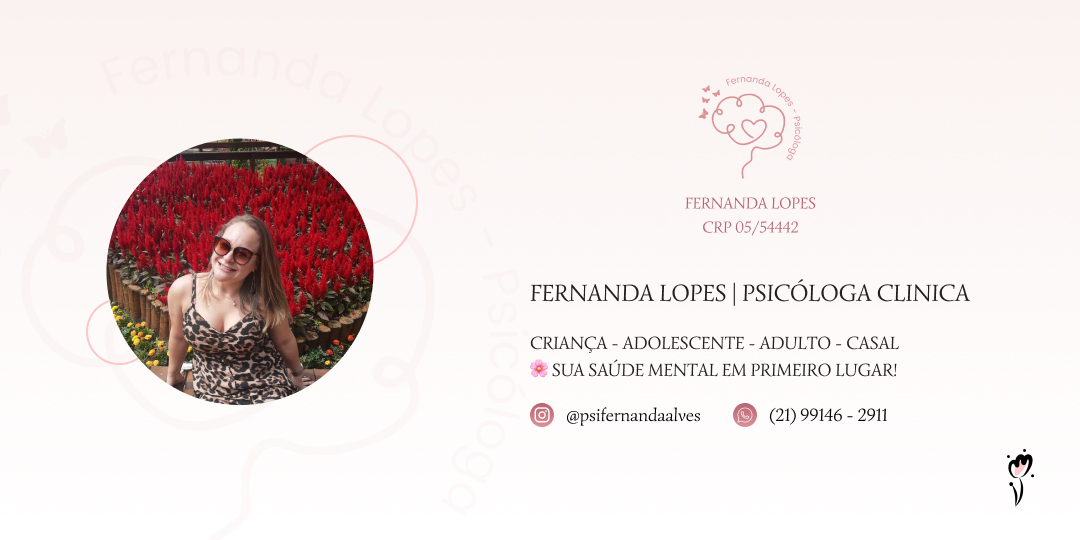 Fernanda Lopes - Psicóloga
Fernanda Lopes - Psicóloga
FERNANDA LOPES
CRP 05/54442
FERNANDA LOPES | PSICÓLOGA CLINICA
CRIANÇA - ADOLESCENTE - ADULTO - CASAL
🌸 SUA SAÚDE MENTAL EM PRIMEIRO LUGAR!
@psifernandaalves (21) 99146 - 2911